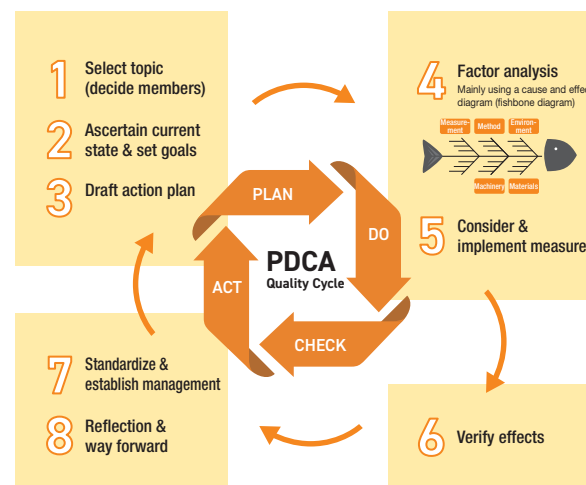 1
Select topic
(decide members)
2
Ascertain current
state & set goals
3
Draft action plan
4
Factor analysis
Mainly using a cause and effe
diagram (fishbone diagram)
Measure-
ment
Method
Environ-
ment
Machinery
Materials
5
Consider &
implement measure
PLAN
DO
CHECK
ACT
PDCA
Quality Cycle
6
Verify effects
7
Standardize &
establish management
8
Reflection &
way forward